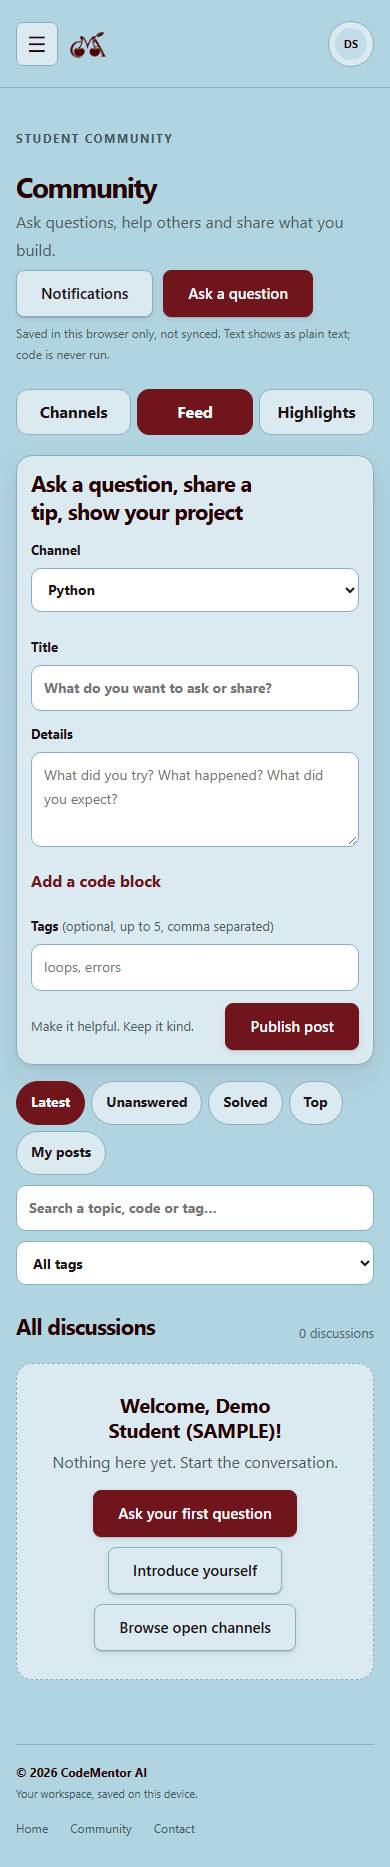 ☰
DS
STUDENT COMMUNITY
Community
Ask questions, help others and share what you
build.
Notifications
Ask a question
Saved in this browser only, not synced. Text shows as plain text;
code is never run.
Channels
Feed
Highlights
Ask a question, share a
tip, show your project
Channel
Python
Title
What do you want to ask or share?
Details
What did you try? What happened? What did
you expect?
Add a code block
Tags (optional, up to 5, comma separated)
loops, errors
Make it helpful. Keep it kind.
Publish post
Latest
Unanswered
Solved
Top
My posts
Search a topic, code or tag...
All tags
All discussions
0 discussions
Welcome, Demo
Student (SAMPLE)!
Nothing here yet. Start the conversation.
Ask your first question
Introduce yourself
Browse open channels
© 2026 CodeMentor AI
Your workspace, saved on this device.
Home
Community
Contact